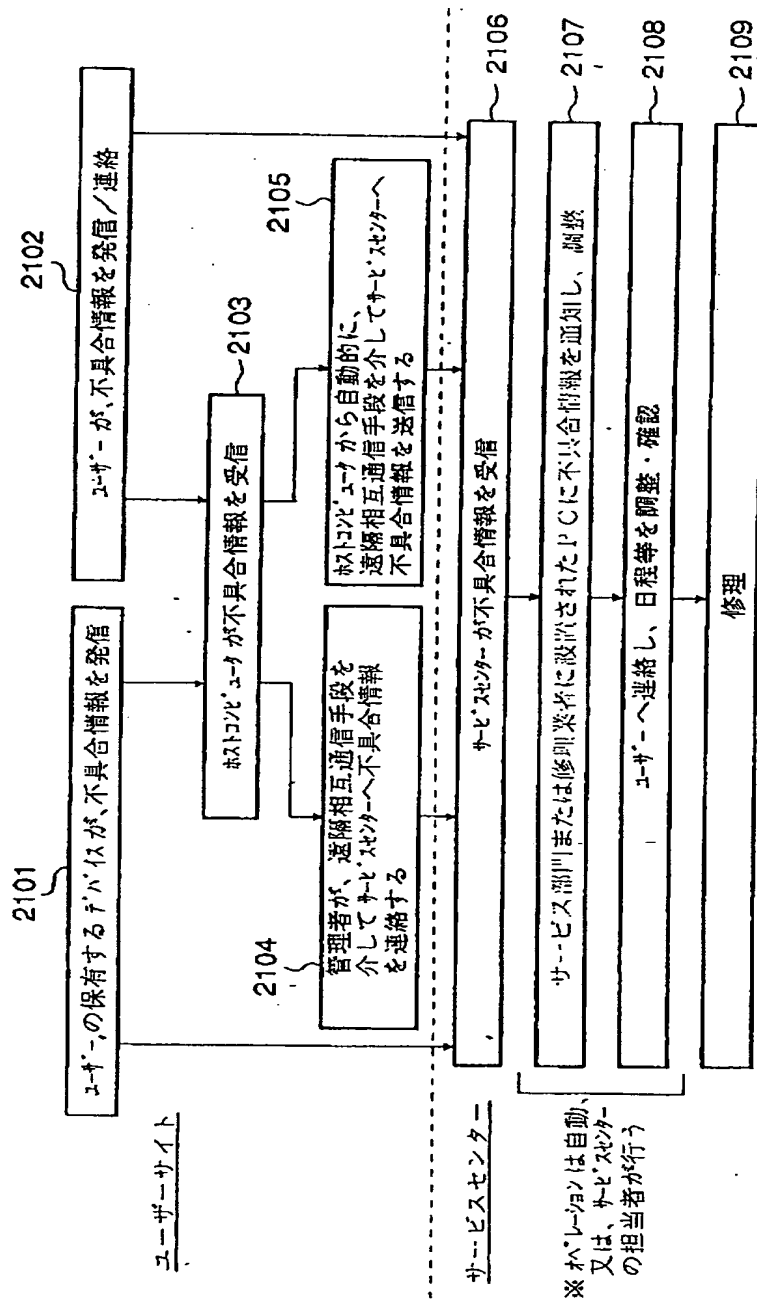 ユーザーサイト
2101
ユーザーの保有するデバイスが、不具合情報を発信
2102
ユーザーが、不具合情報を発信/連絡
2103
ホストコンピュータが不具合情報を受信
2104
管理者が、遠隔相互通信手段を
介してサービスセンターへ不具合情報
を連絡する
2105
ホストコンピュータから自動的に、
遠隔相互通信手段を介してサービスセンターへ
不具合情報を送信する
サービスセンター
サービスセンターが不具合情報を受信
2106
サービス部門または修理業者に設置されたPCに不具合情報を通知し、調整
2107
ユーザーへ連絡し、日程等を調整・確認
2108
※オペレーションは自動、
又は、サービスセンター
の担当者が行う
修理
2109